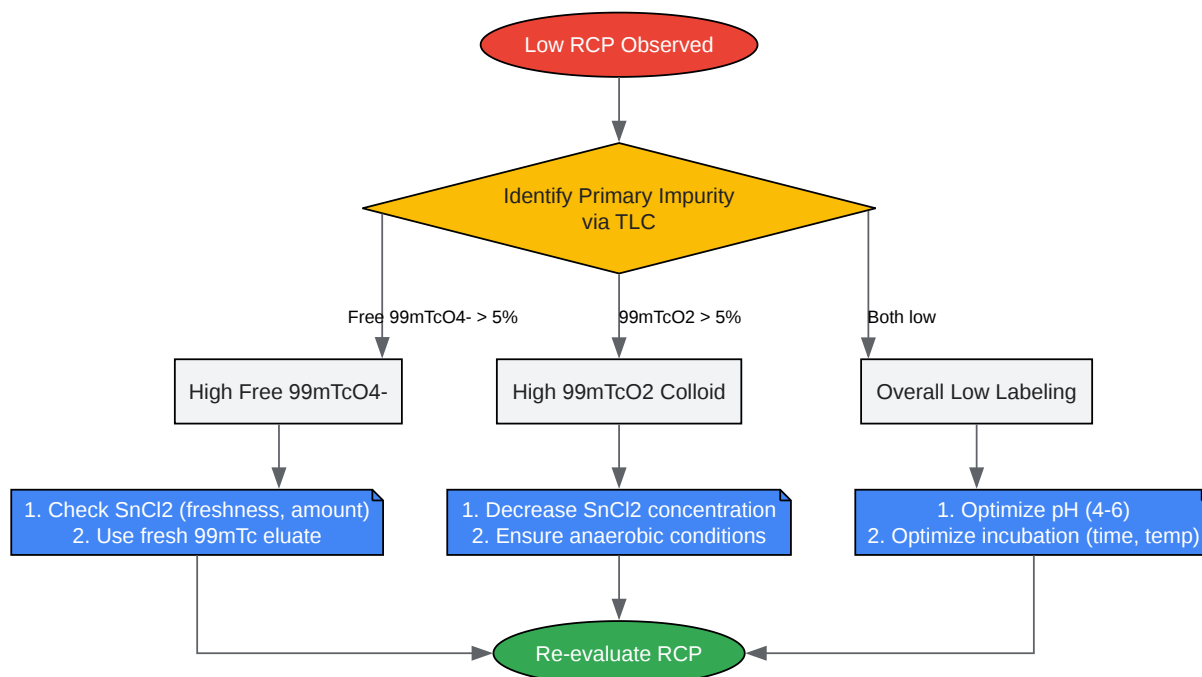 Low RCP Observed
Identify Primary Impurity
via TLC
Free 99mTcO4- > 5%
99mTcO2 > 5%
Both low
High Free 99mTcO4-
High 99mTcO2 Colloid
Overall Low Labeling
1. Check SnCl2 (freshness, amount)
2. Use fresh 99mTc eluate
1. Decrease SnCl2 concentration
2. Ensure anaerobic conditions
1. Optimize pH (4-6)
2. Optimize incubation (time, temp)
Re-evaluate RCP